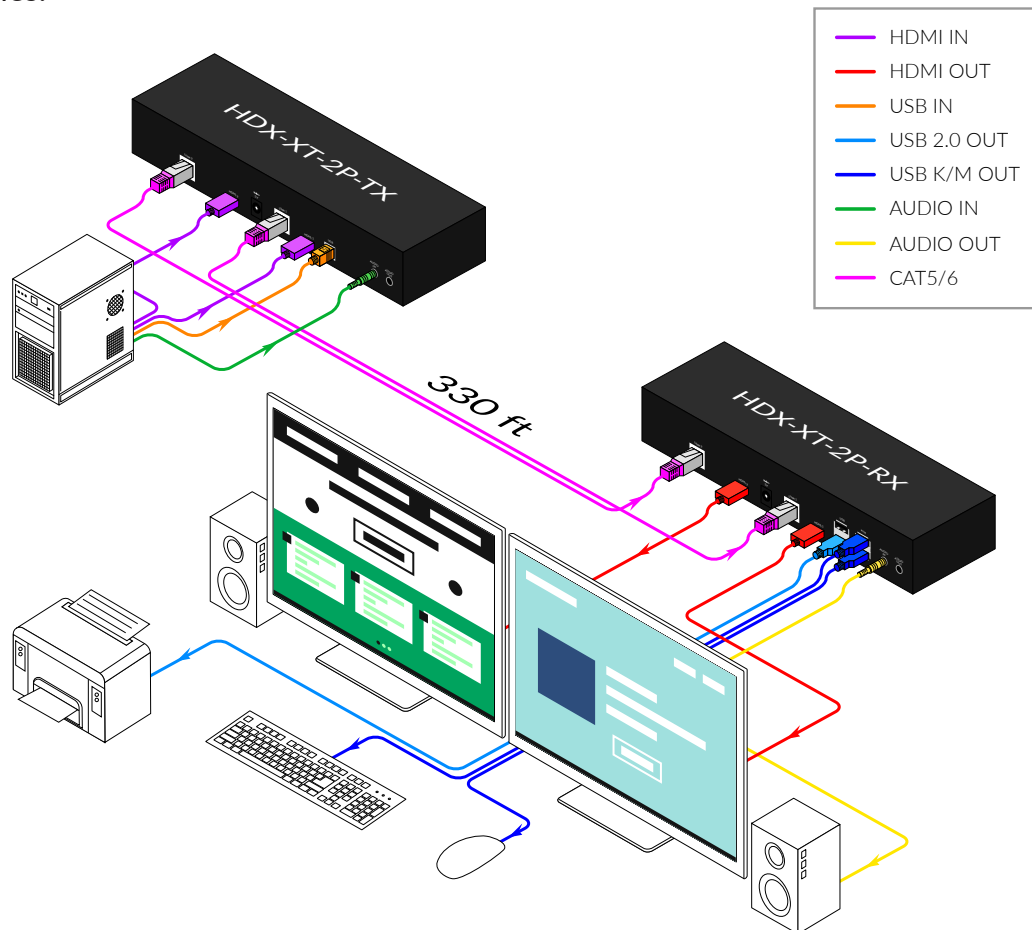 HDMI IN
HDMI OUT
USB IN
USB 2.0 OUT
USB K/M OUT
AUDIO IN
AUDIO OUT
CAT5/6
HDX-XT-2P-TX
330 ft
HDX-XT-2P-RX